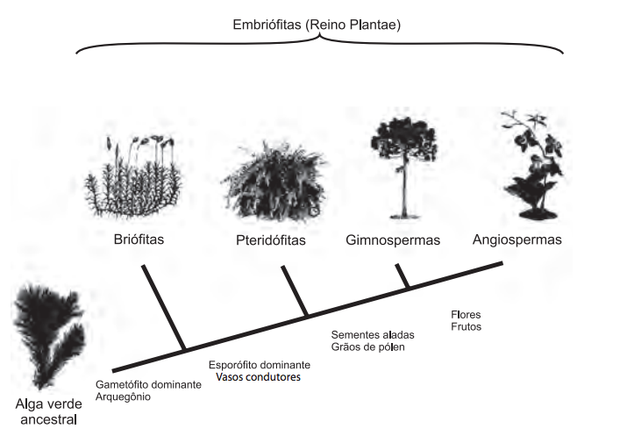 Embriófitas (Reino Plantae)
Briófitas
Pteridófitas
Gimnospermas
Angiospermas
Flores
Frutos
Sementes aladas
Grãos de pólen
Esporófito dominante
Vasos condutores
Gametófito dominante
Arquegônio
Alga verde
ancestral